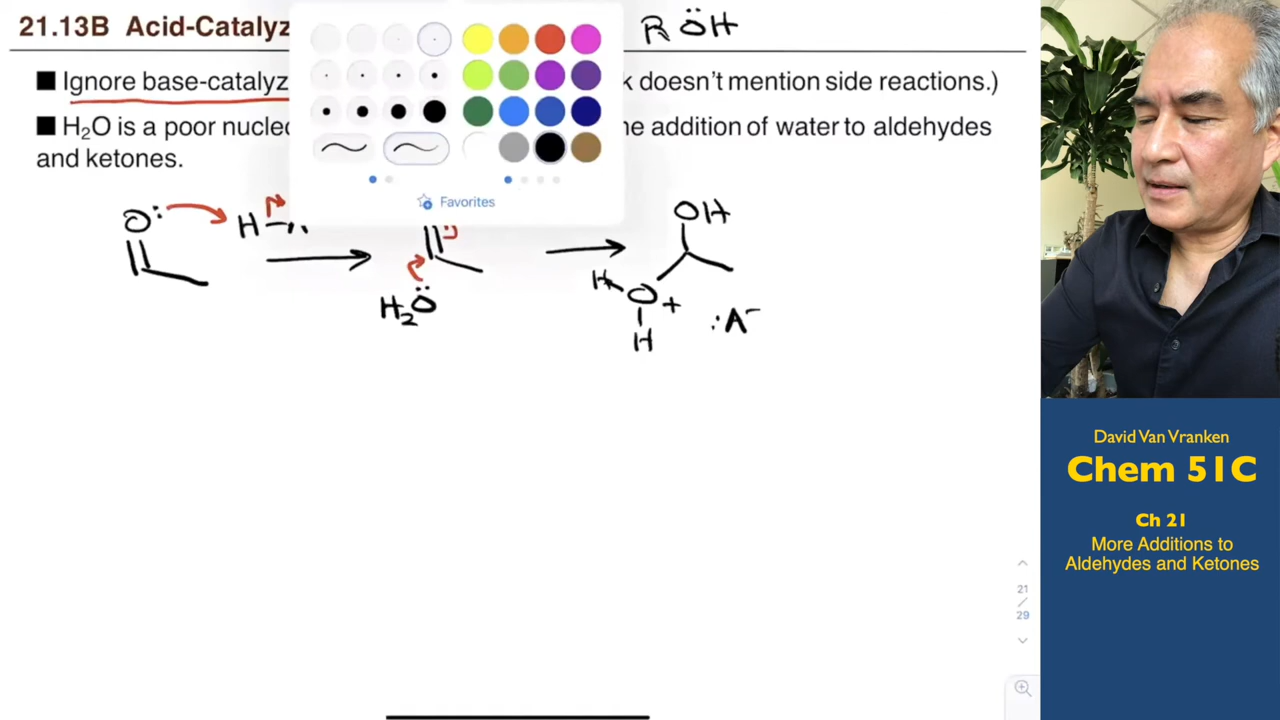 21.13B Acid-Catalyz
RÖH
Ignore base-catalyz
k doesn't mention side reactions.)
H₂O is a poor nucleo
ne addition of water to aldehydes
and ketones.
Favorites
O:
H
OH
H₂Ö
H
O+
H
:A⁻
21
/
29
David Van Vranken
Chem 51C
Ch 21
More Additions to
Aldehydes and Ketones